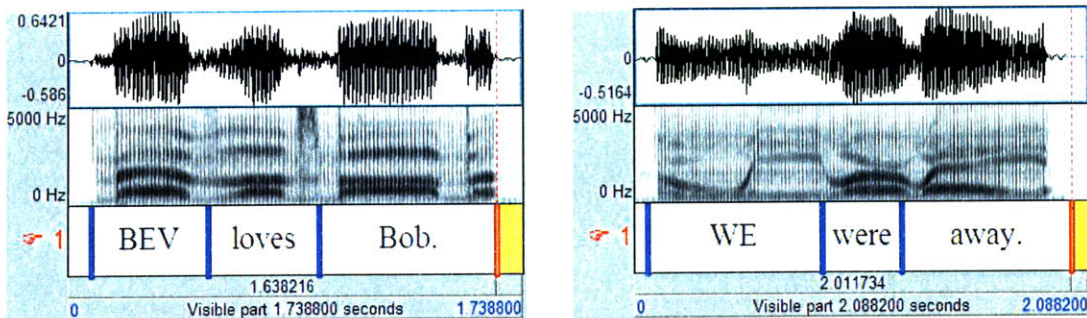 0.6421
0
-0.586
5000 Hz
0 Hz
1
BEV
loves
Bob.
1.638216
0
Visible part 1.738800 seconds
1.738800
0
-0.5164
5000 Hz
0 Hz
1
WE
were
away.
2.011734
0
Visible part 2.088200 seconds
2.088200